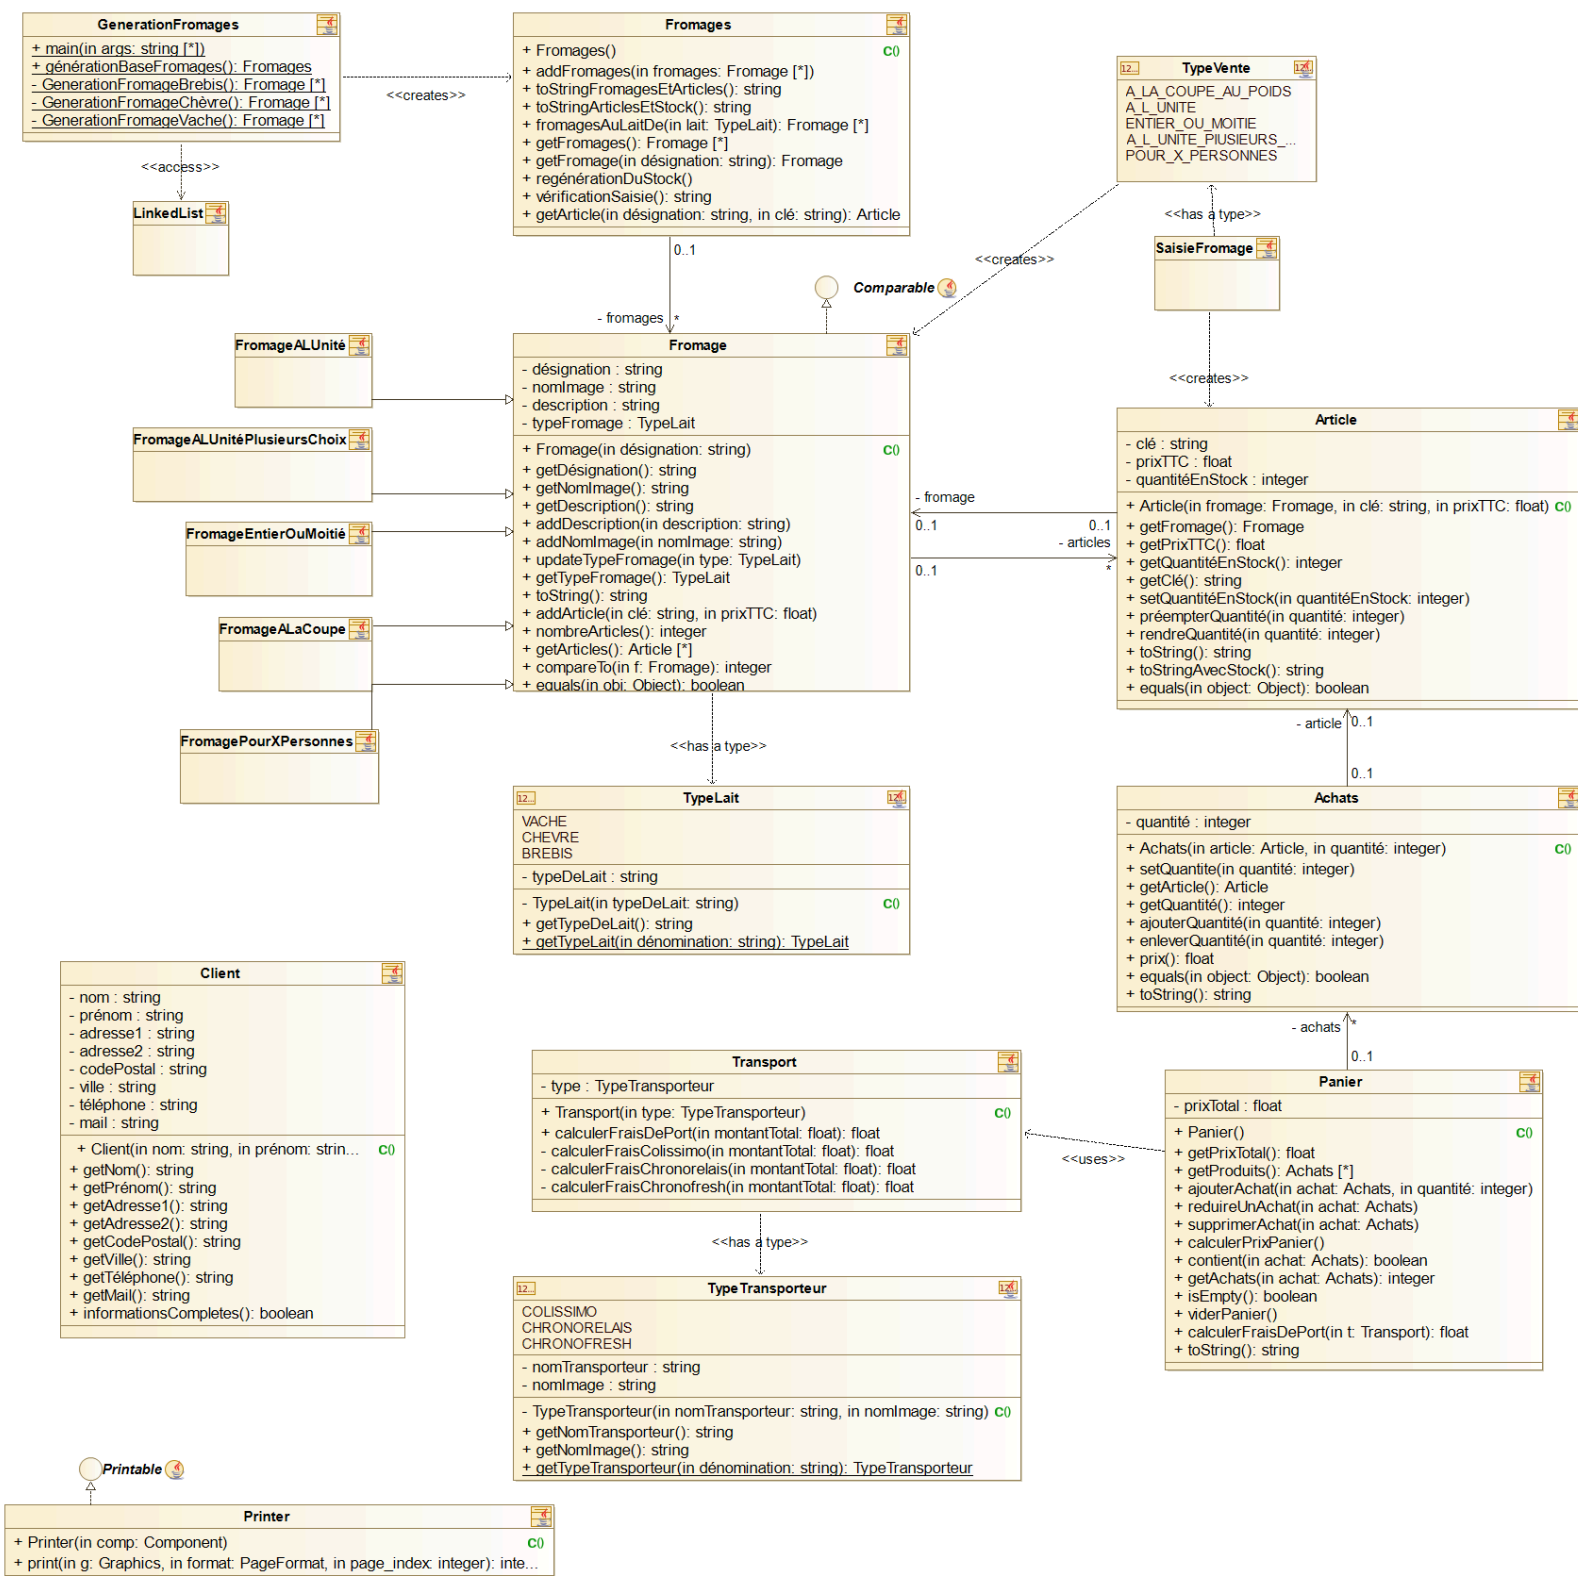 GenerationFromages
+ main(in args: string [*])
+ générationBaseFromages(): Fromages
- GenerationFromageBrebis(): Fromage [*]
- GenerationFromageChèvre(): Fromage [*]
- GenerationFromageVache(): Fromage [*]
<<creates>>
<<access>>
LinkedList
Fromages
+ Fromages() C()
+ addFromages(in fromages: Fromage [*])
+ toStringFromagesEtArticles(): string
+ toStringArticlesEtStock(): string
+ fromagesAuLaitDe(in lait: TypeLait): Fromage [*]
+ getFromages(): Fromage [*]
+ getFromage(in désignation: string): Fromage
+ regénérationDuStock()
+ vérificationSaisie(): string
+ getArticle(in désignation: string, in clé: string): Article
0..1
- fromages *
TypeVente
A_LA_COUPE_AU_POIDS
A_L_UNITE
ENTIER_OU_MOITIE
A_L_UNITE_PlUSIEURS_...
POUR_X_PERSONNES
<<has a type>>
SaisieFromage
<<creates>>
<<creates>>
Comparable
FromageALUnité
FromageALUnitéPlusieursChoix
FromageEntierOuMoitié
FromageALaCoupe
FromagePourXPersonnes
Fromage
- désignation : string
- nomImage : string
- description : string
- typeFromage : TypeLait
+ Fromage(in désignation: string) C()
+ getDésignation(): string
+ getNomImage(): string
+ getDescription(): string
+ addDescription(in description: string)
+ addNomImage(in nomImage: string)
+ updateTypeFromage(in type: TypeLait)
+ getTypeFromage(): TypeLait
+ toString(): string
+ addArticle(in clé: string, in prixTTC: float)
+ nombreArticles(): integer
+ getArticles(): Article [*]
+ compareTo(in f: Fromage): integer
+ equals(in obj: Object): boolean
- fromage
0..1 0..1
- articles
0..1 *
Article
- clé : string
- prixTTC : float
- quantitéEnStock : integer
+ Article(in fromage: Fromage, in clé: string, in prixTTC: float) C()
+ getFromage(): Fromage
+ getPrixTTC(): float
+ getQuantitéEnStock(): integer
+ getClé(): string
+ setQuantitéEnStock(in quantitéEnStock: integer)
+ préempterQuantité(in quantité: integer)
+ rendreQuantité(in quantité: integer)
+ toString(): string
+ toStringAvecStock(): string
+ equals(in object: Object): boolean
- article 0..1
0..1
<<has a type>>
TypeLait
VACHE
CHEVRE
BREBIS
- typeDeLait : string
- TypeLait(in typeDeLait: string) C()
+ getTypeDeLait(): string
+ getTypeLait(in dénomination: string): TypeLait
Achats
- quantité : integer
+ Achats(in article: Article, in quantité: integer) C()
+ setQuantite(in quantité: integer)
+ getArticle(): Article
+ getQuantité(): integer
+ ajouterQuantité(in quantité: integer)
+ enleverQuantité(in quantité: integer)
+ prix(): float
+ equals(in object: Object): boolean
+ toString(): string
- achats *
0..1
Client
- nom : string
- prénom : string
- adresse1 : string
- adresse2 : string
- codePostal : string
- ville : string
- téléphone : string
- mail : string
+ Client(in nom: string, in prénom: strin... C()
+ getNom(): string
+ getPrénom(): string
+ getAdresse1(): string
+ getAdresse2(): string
+ getCodePostal(): string
+ getVille(): string
+ getTéléphone(): string
+ getMail(): string
+ informationsCompletes(): boolean
Transport
- type : TypeTransporteur
+ Transport(in type: TypeTransporteur) C()
+ calculerFraisDePort(in montantTotal: float): float
- calculerFraisColissimo(in montantTotal: float): float
- calculerFraisChronorelais(in montantTotal: float): float
- calculerFraisChronofresh(in montantTotal: float): float
<<uses>>
<<has a type>>
Panier
- prixTotal : float
+ Panier() C()
+ getPrixTotal(): float
+ getProduits(): Achats [*]
+ ajouterAchat(in achat: Achats, in quantité: integer)
+ reduireUnAchat(in achat: Achats)
+ supprimerAchat(in achat: Achats)
+ calculerPrixPanier()
+ contient(in achat: Achats): boolean
+ getAchats(in achat: Achats): integer
+ isEmpty(): boolean
+ viderPanier()
+ calculerFraisDePort(in t: Transport): float
+ toString(): string
TypeTransporteur
COLISSIMO
CHRONORELAIS
CHRONOFRESH
- nomTransporteur : string
- nomImage : string
- TypeTransporteur(in nomTransporteur: string, in nomImage: string) C()
+ getNomTransporteur(): string
+ getNomImage(): string
+ getTypeTransporteur(in dénomination: string): TypeTransporteur
Printable
Printer
+ Printer(in comp: Component) C()
+ print(in g: Graphics, in format: PageFormat, in page_index: integer): inte...